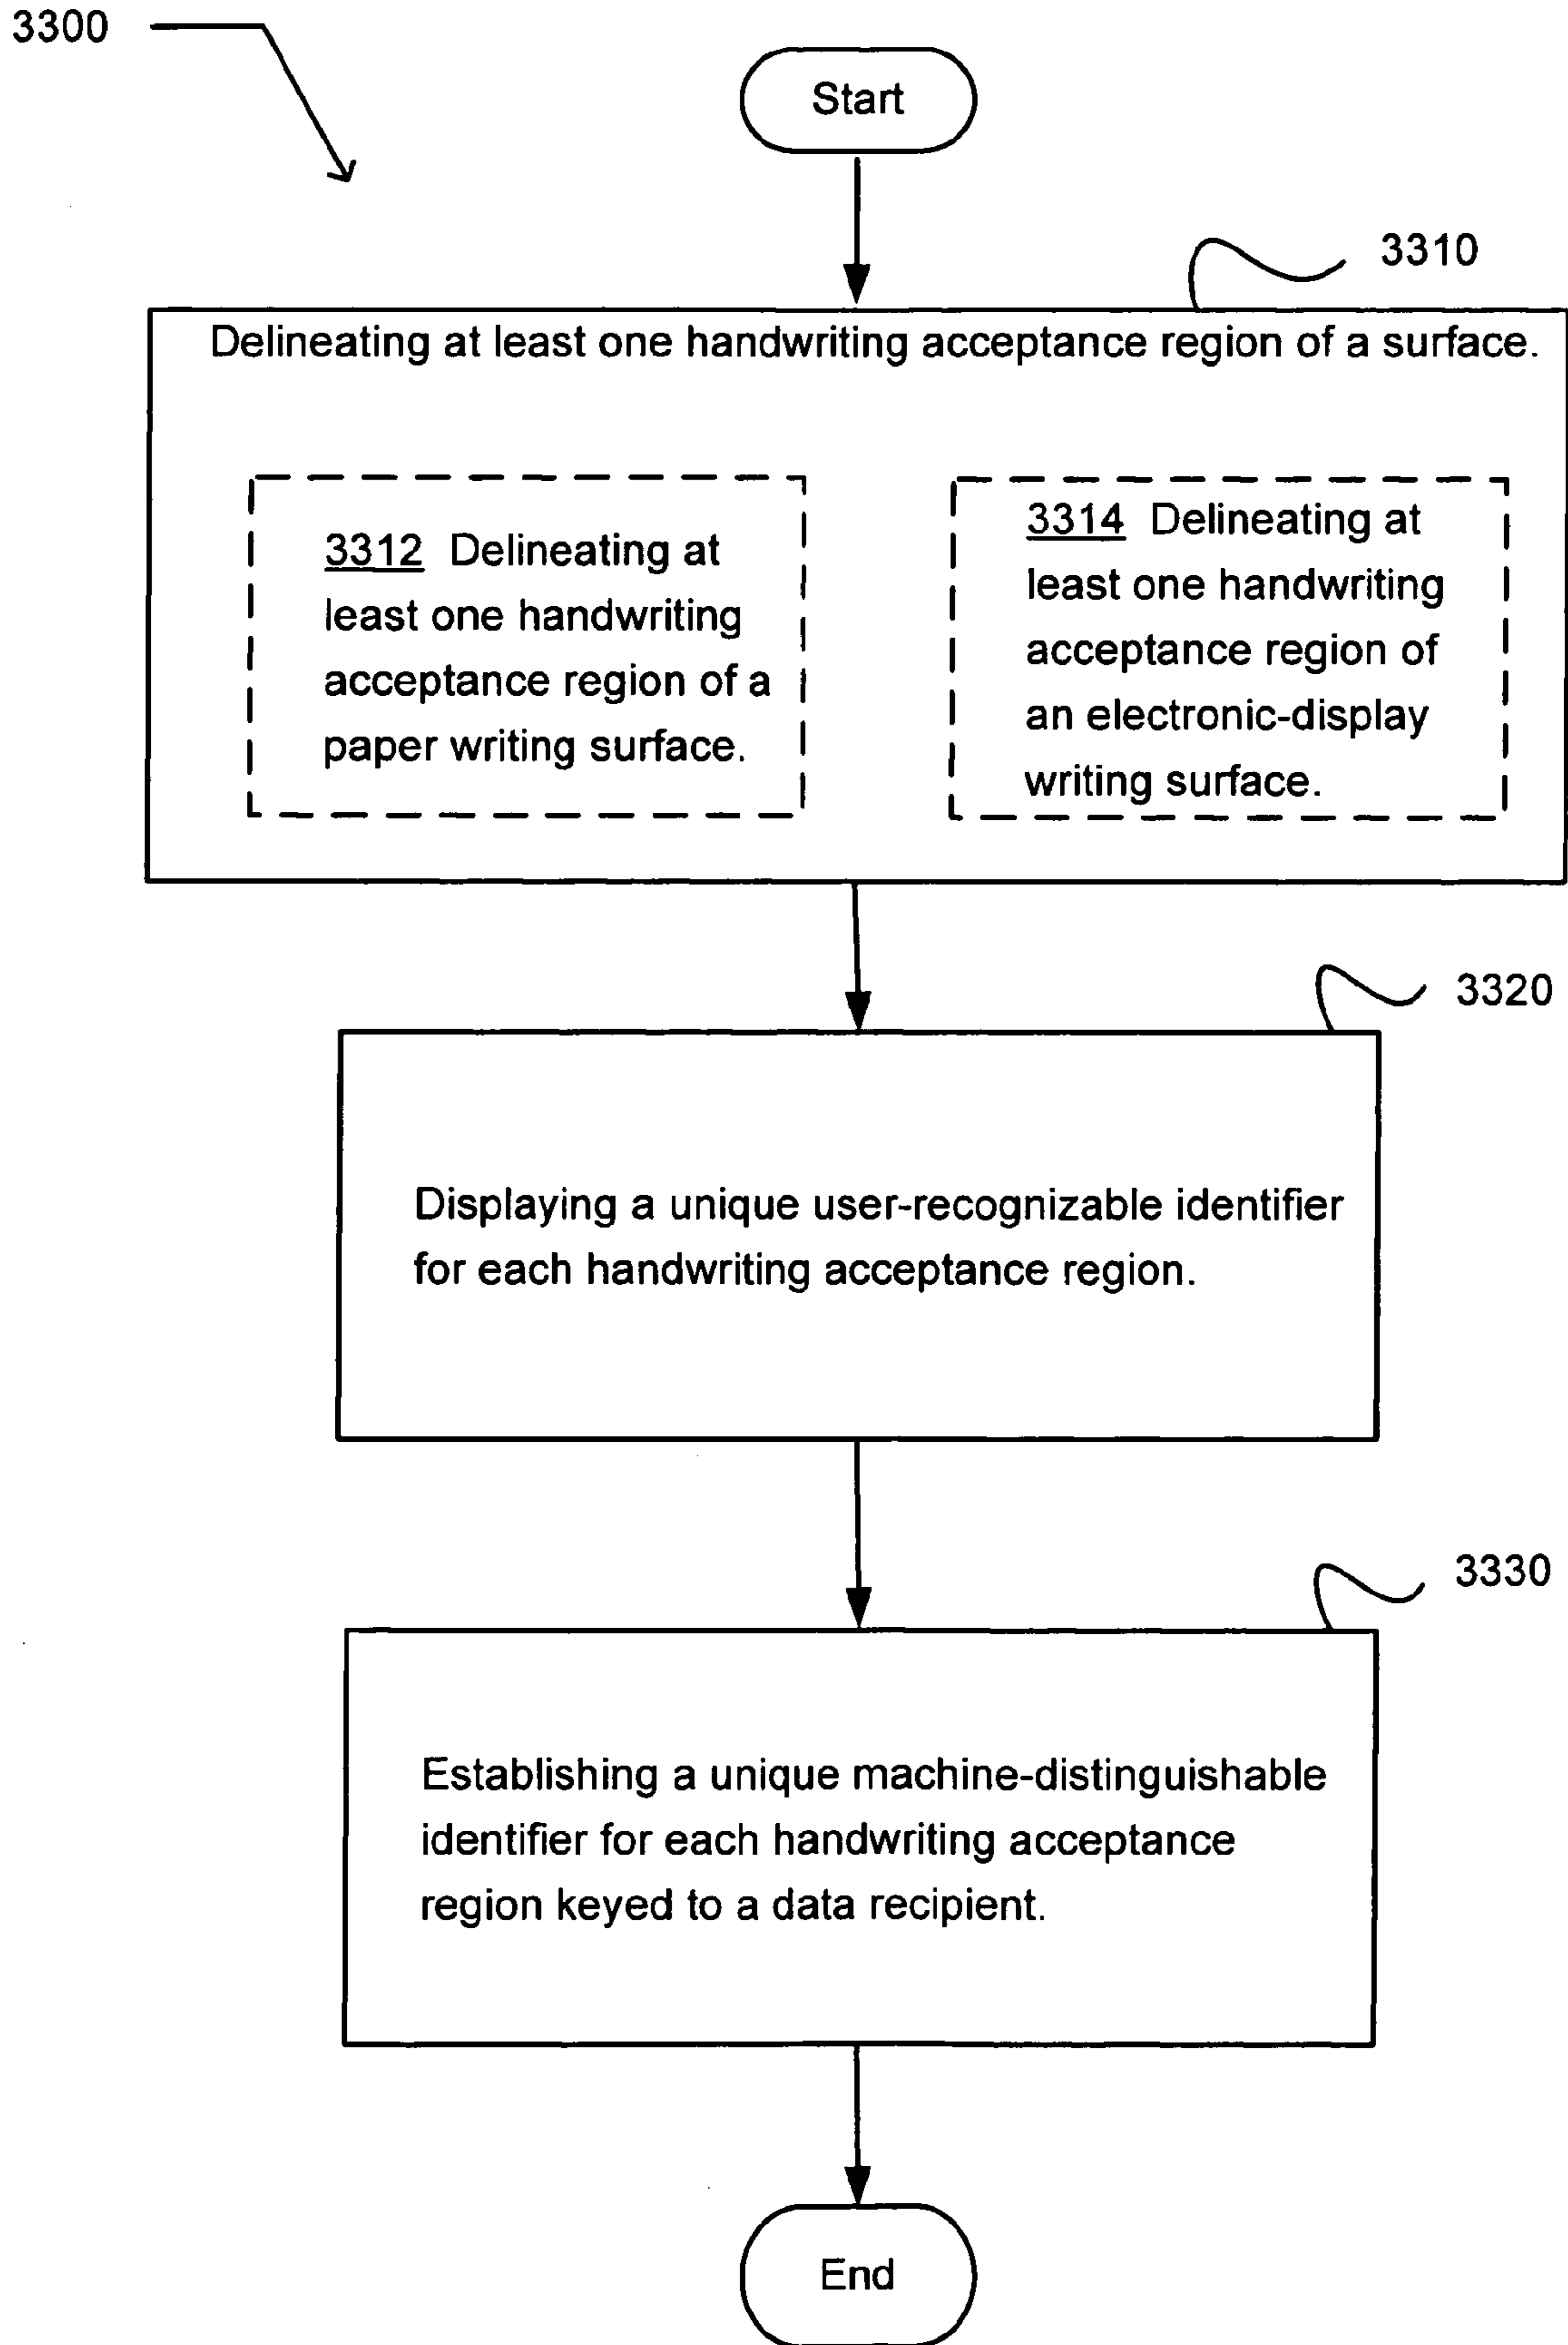 3300
Start
3310
Delineating at least one handwriting acceptance region of a surface.
3312 Delineating at
least one handwriting
acceptance region of a
paper writing surface.
3314 Delineating at
least one handwriting
acceptance region of
an electronic-display
writing surface.
3320
Displaying a unique user-recognizable identifier
for each handwriting acceptance region.
3330
Establishing a unique machine-distinguishable
identifier for each handwriting acceptance
region keyed to a data recipient.
End